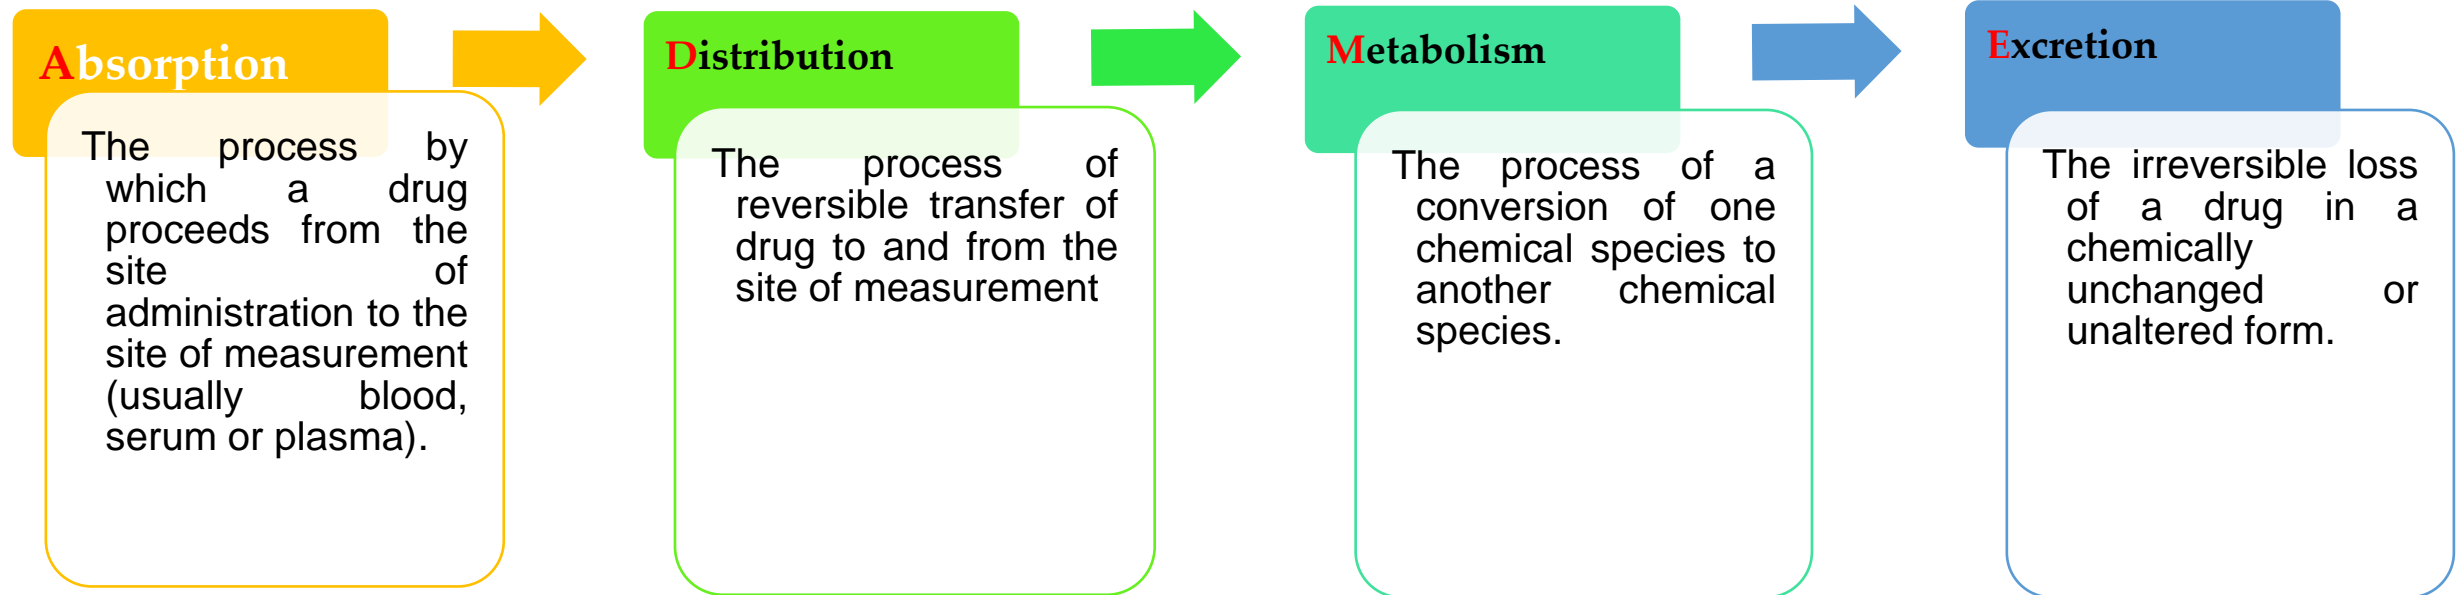 Absorption
The process by
which a drug
proceeds from the
site of
administration to the
site of measurement
(usually blood,
serum or plasma).
Distribution
The process of
reversible transfer of
drug to and from the
site of measurement
Metabolism
The process of a
conversion of one
chemical species to
another chemical
species.
Excretion
The irreversible loss
of a drug in a
chemically
unchanged or
unaltered form.